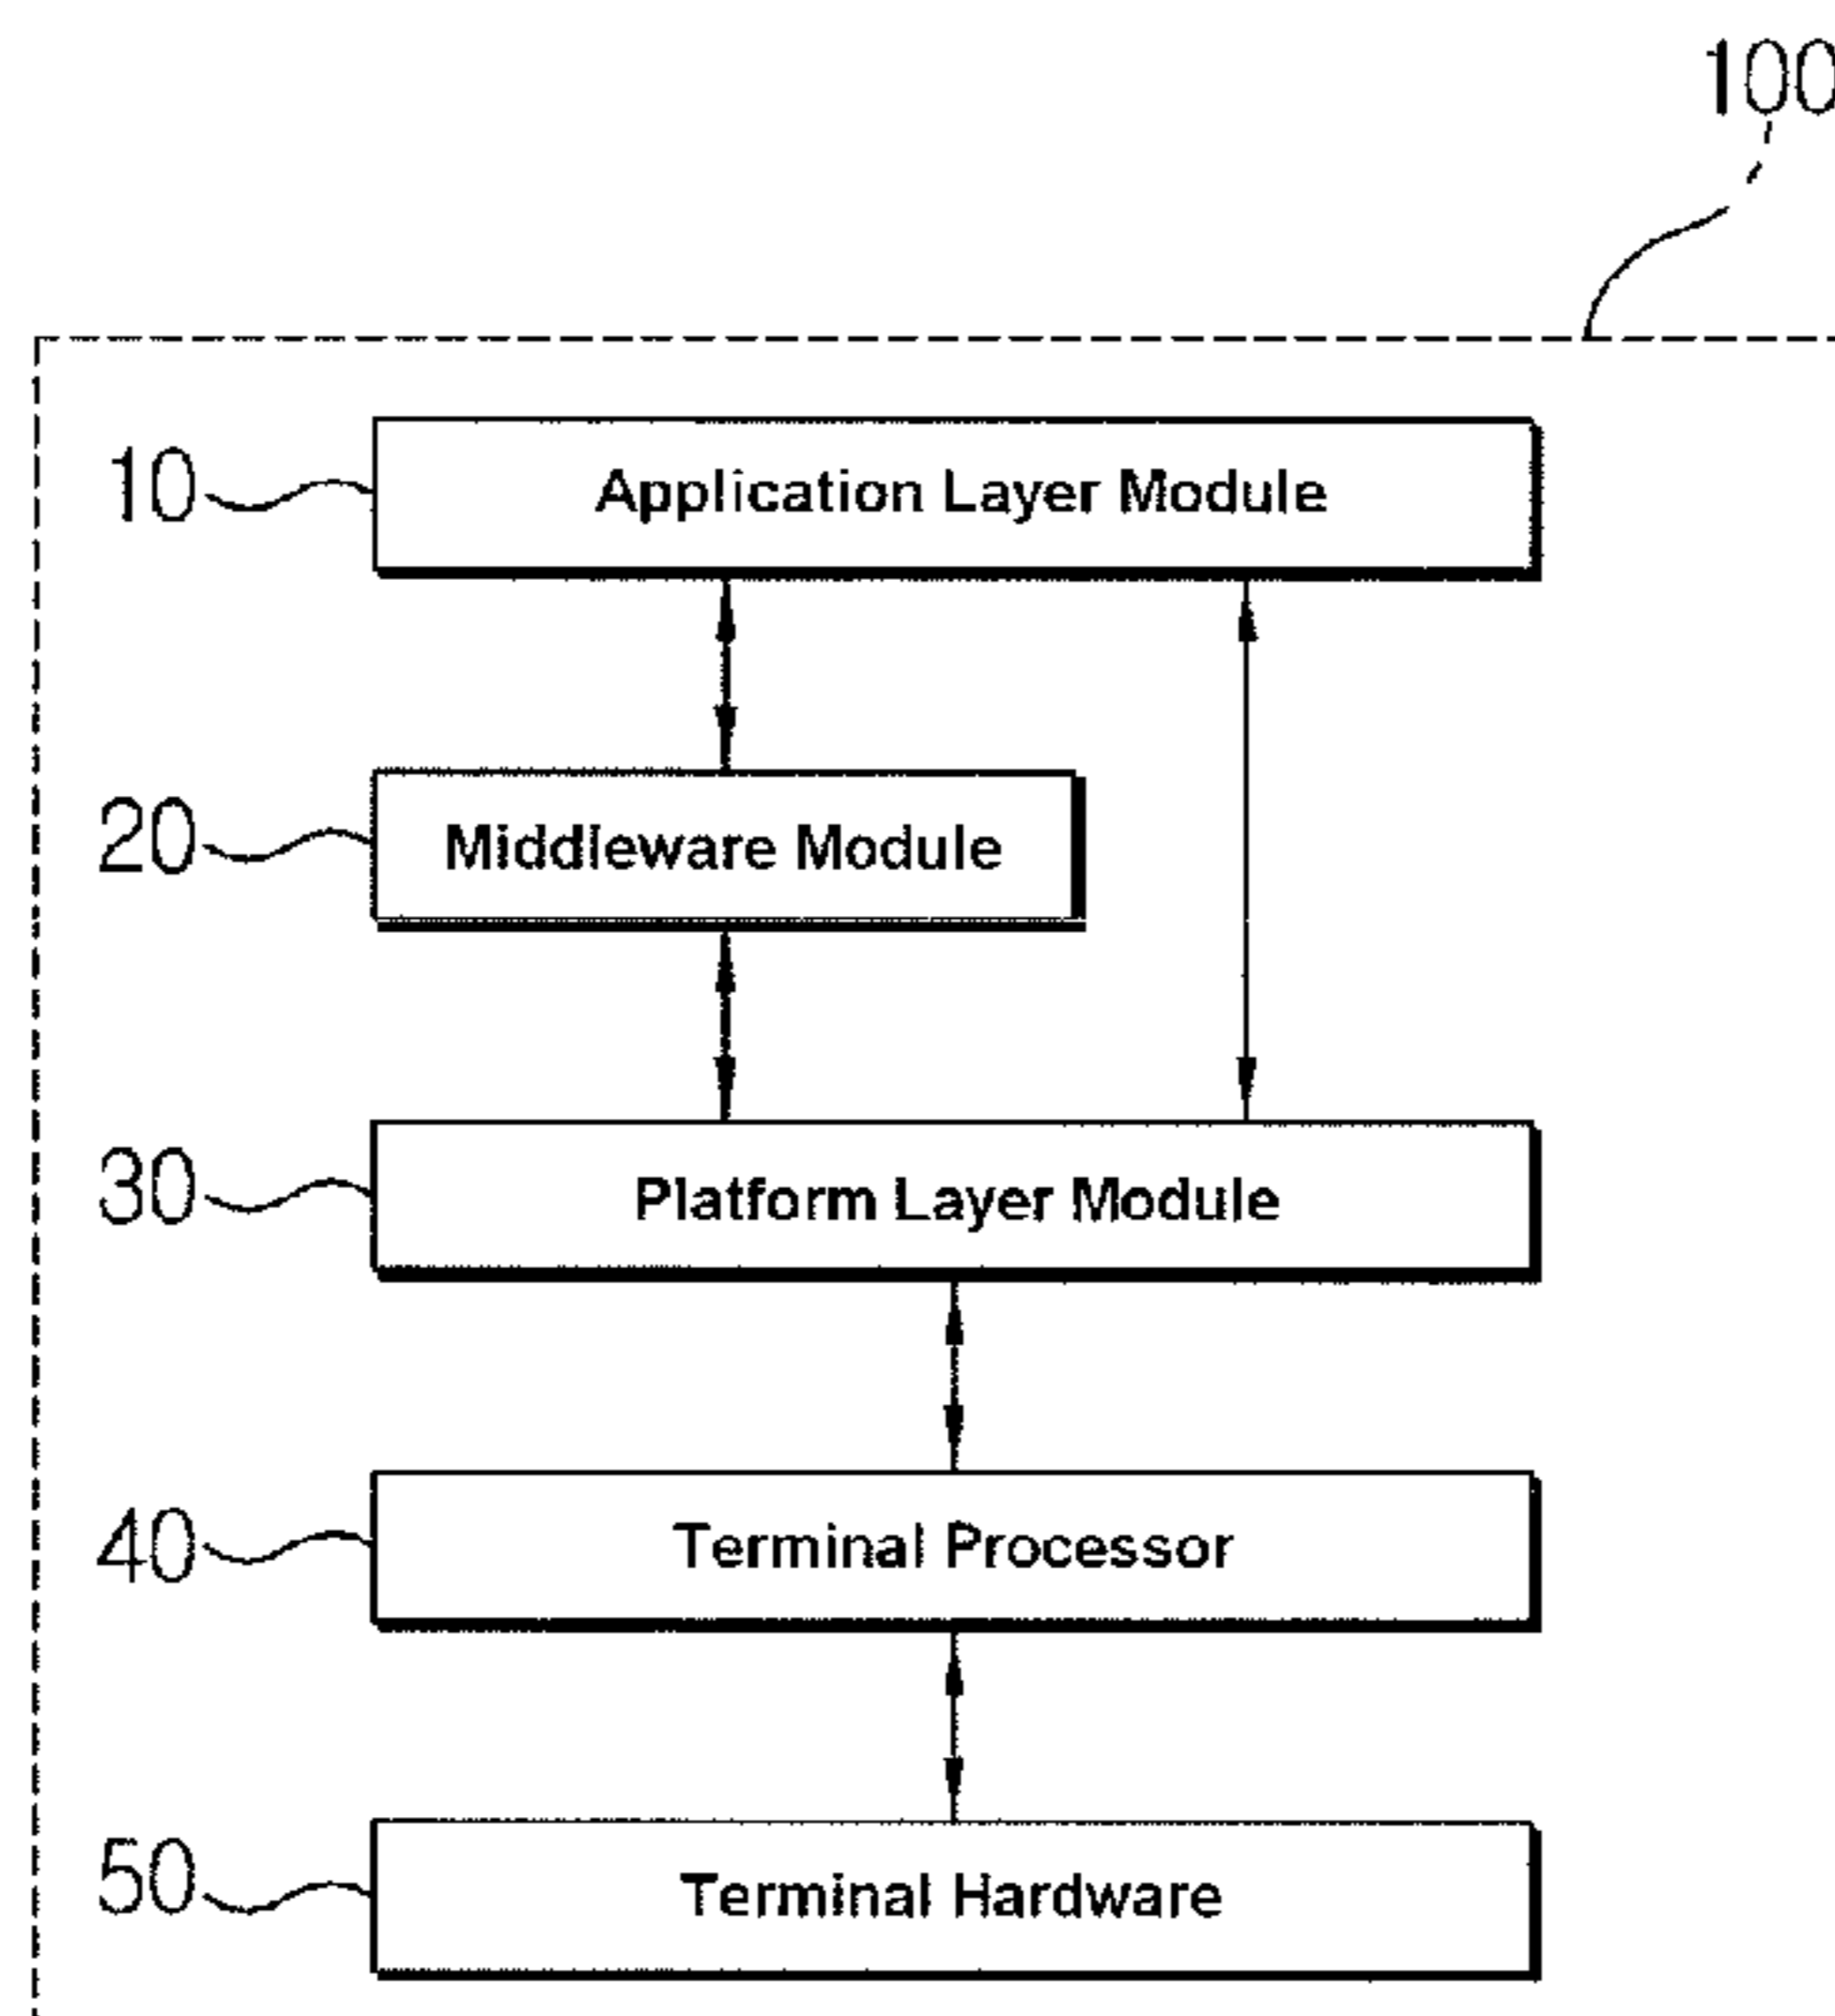 100
10 Application Layer Module
20 Middleware Module
30 Platform Layer Module
40 Terminal Processor
50 Terminal Hardware